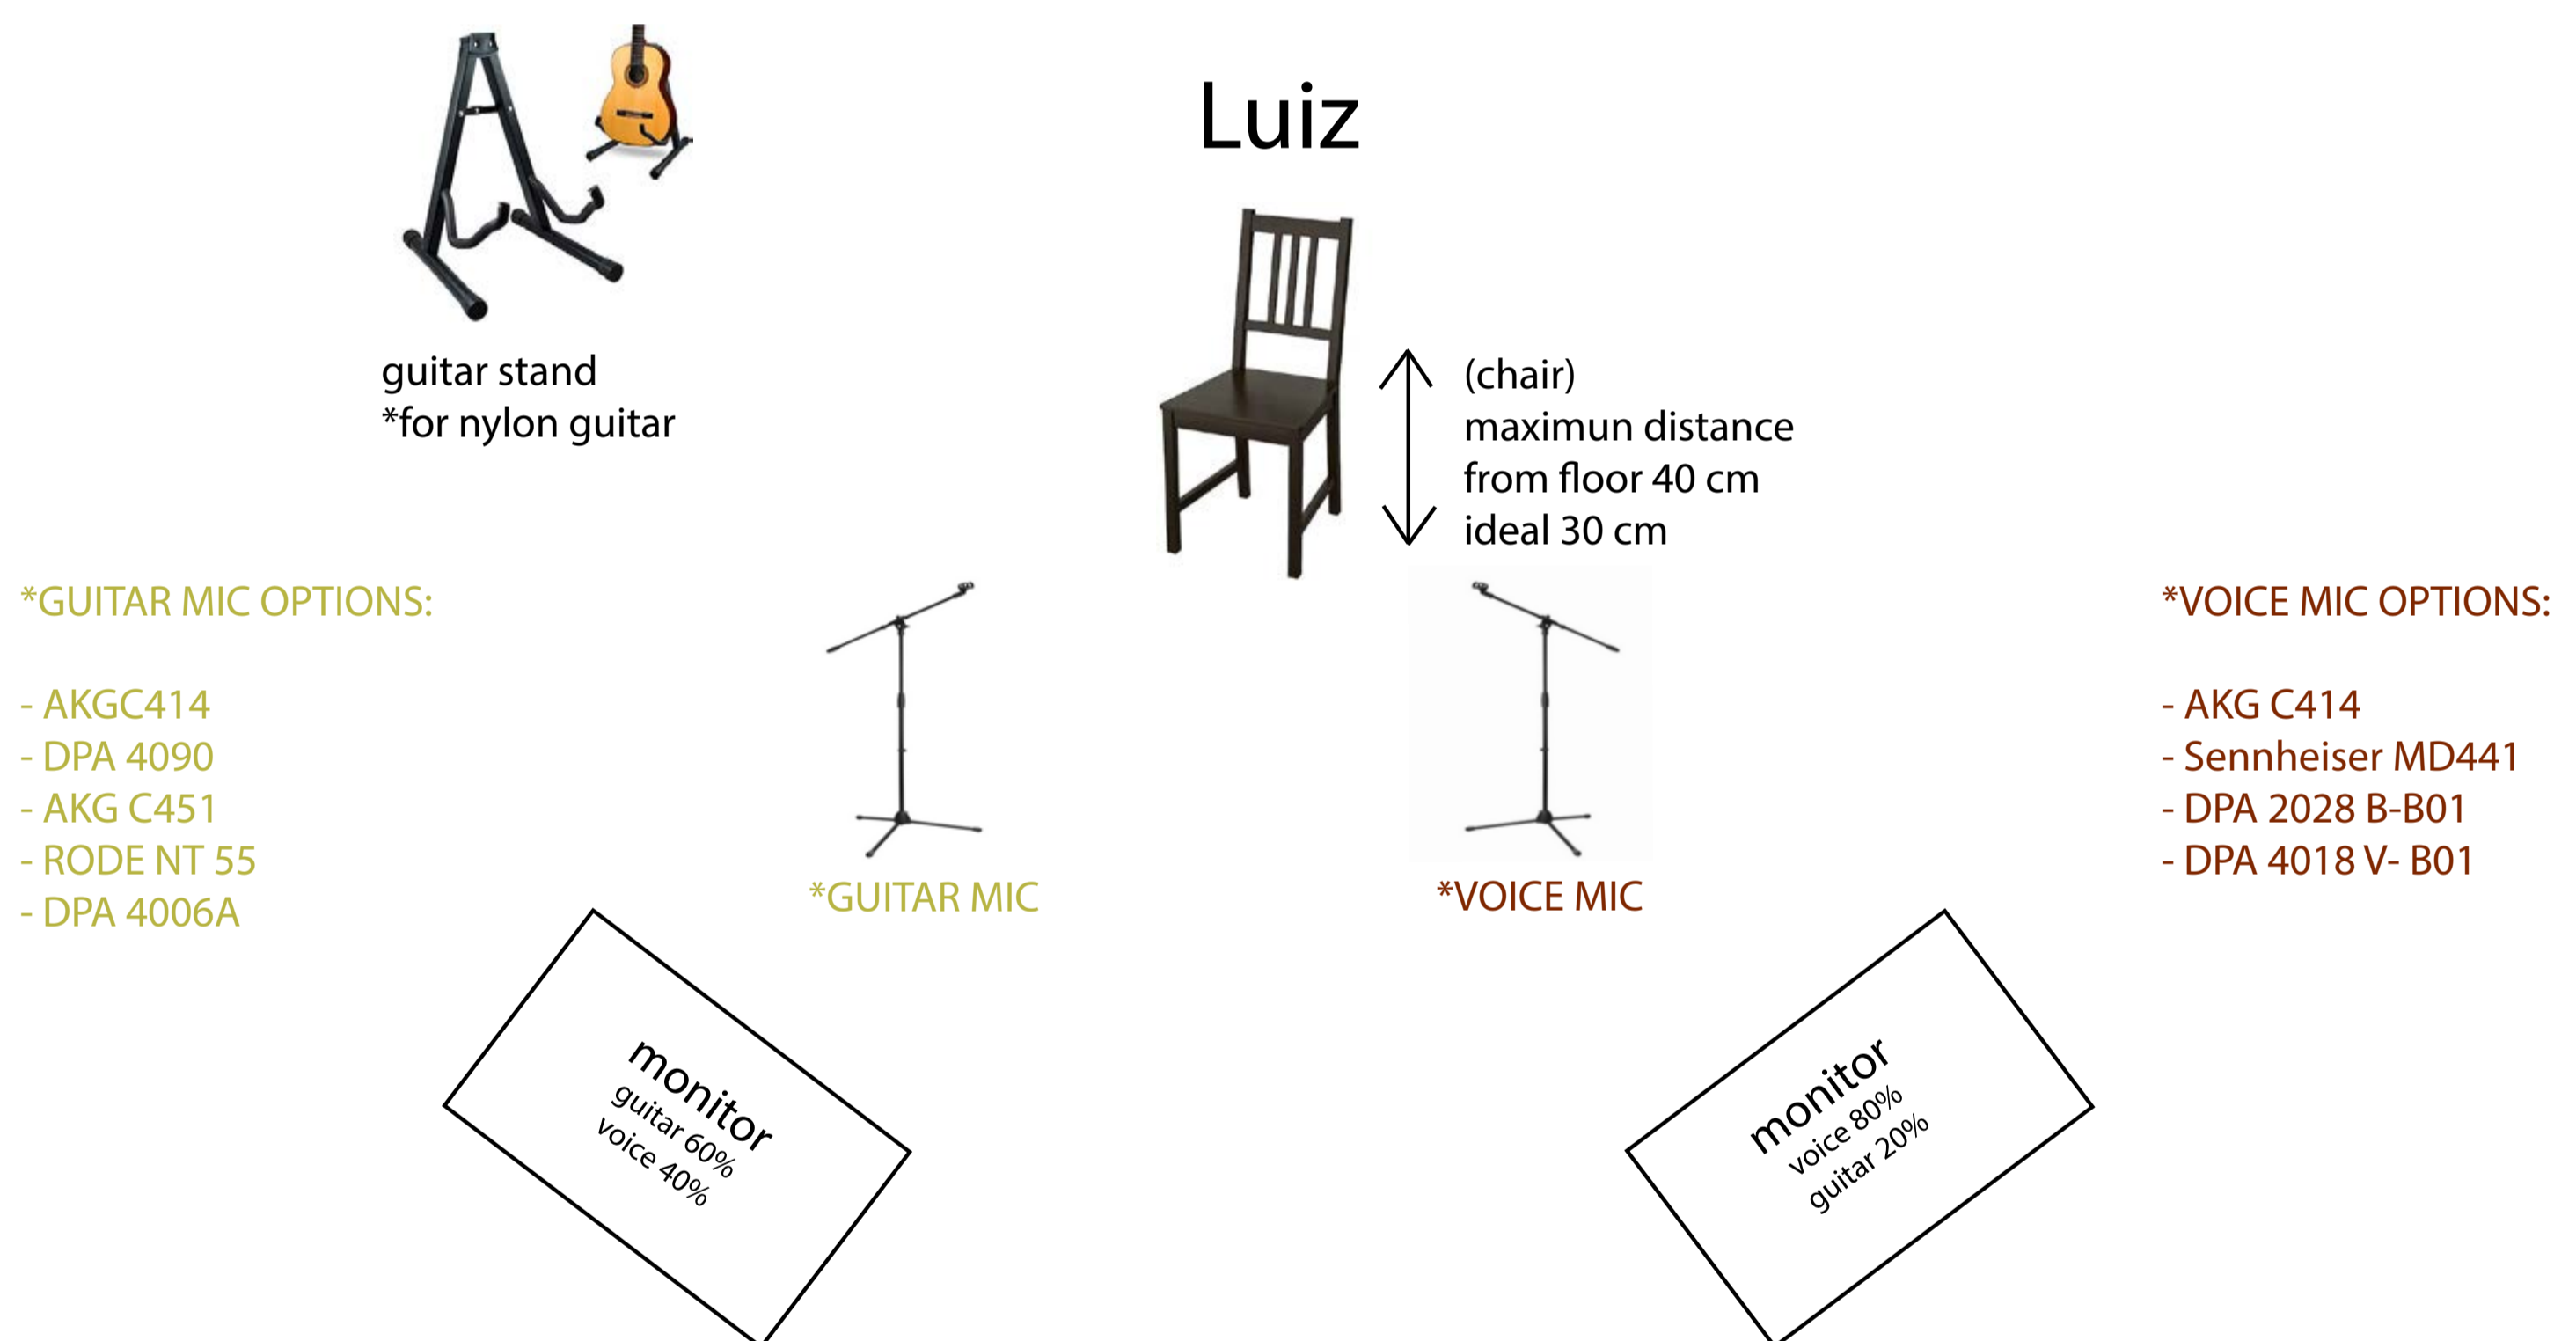 Luiz
guitar stand
*for nylon guitar
(chair)
maximun distance
from floor 40 cm
ideal 30 cm
*GUITAR MIC OPTIONS:
- AKGC414
- DPA 4090
- AKG C451
- RODE NT 55
- DPA 4006A
*GUITAR MIC
*VOICE MIC
*VOICE MIC OPTIONS:
- AKG C414
- Sennheiser MD441
- DPA 2028 B-B01
- DPA 4018 V- B01
monitor
guitar 60%
voice 40%
monitor
voice 80%
guitar 20%